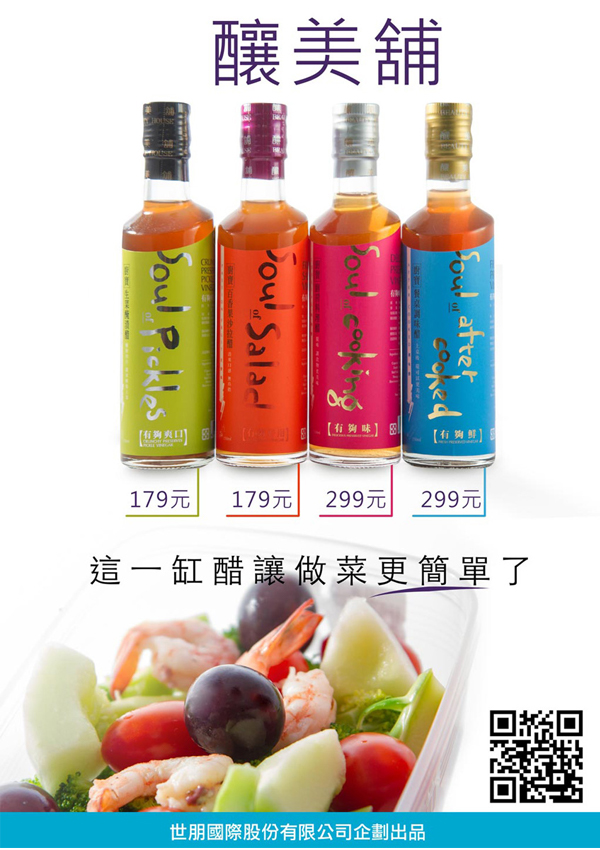 釀美舖
Soul of Pickles
【有夠爽口】
Soul of Salad
Soul of cooking
【有夠味】
Soul of after cooked
【有夠鮮】
179元
179元
299元
299元
這一缸醋讓做菜更簡單了
世朋國際股份有限公司企劃出品